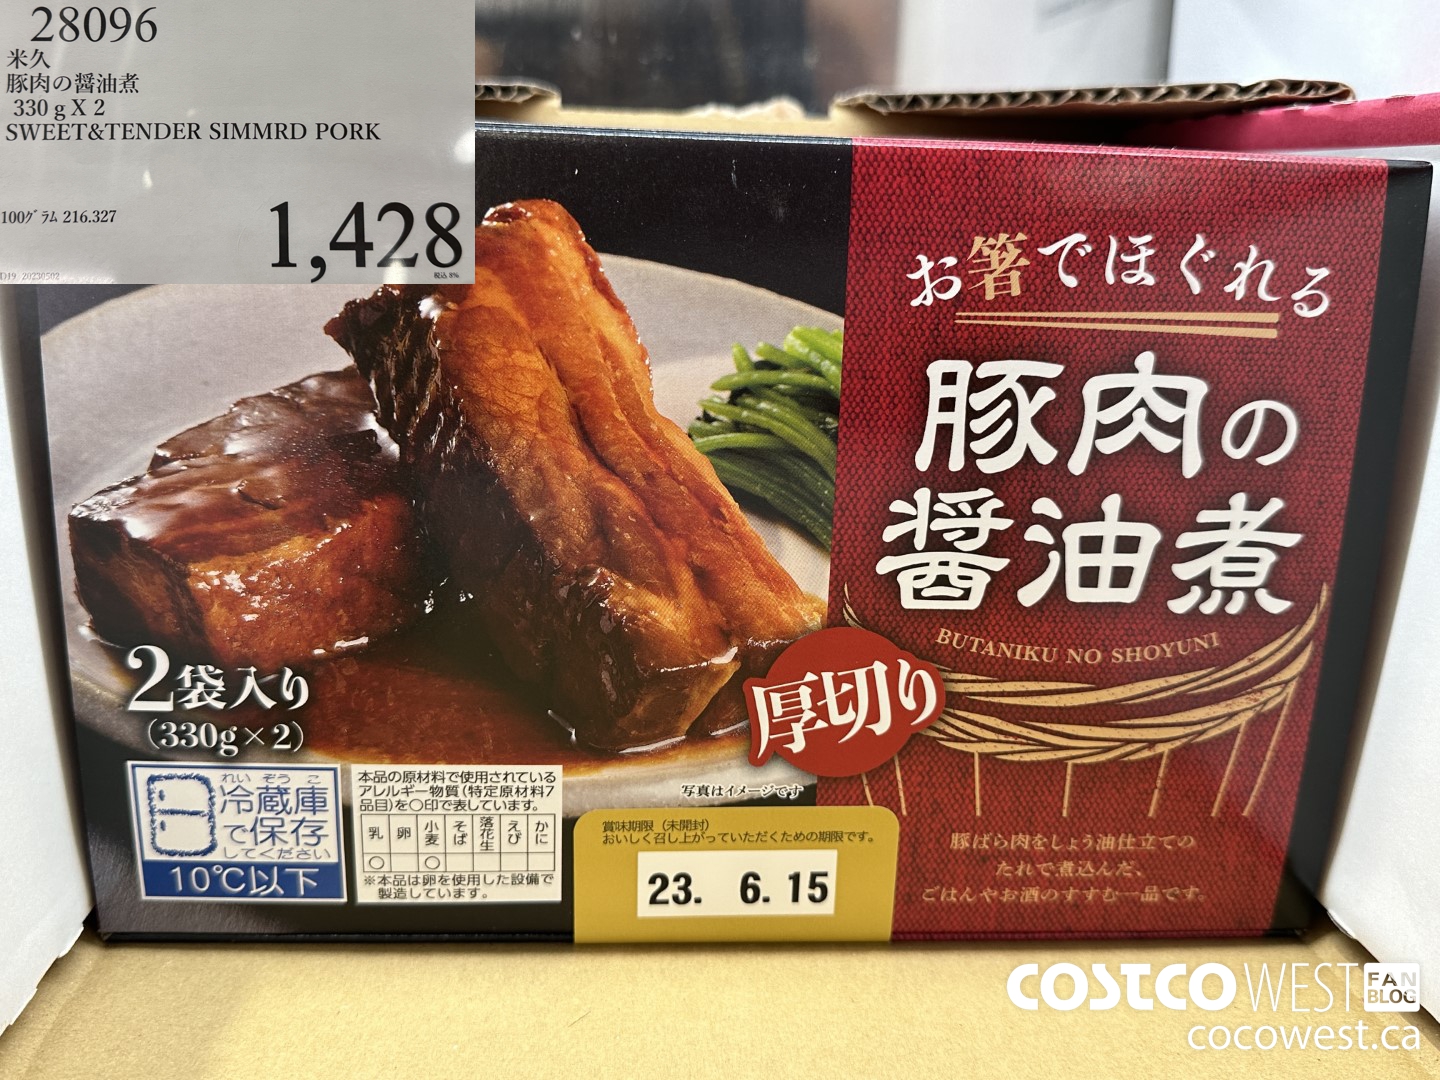 28096
米久
豚肉の醤油煮
330 g X 2
SWEET&TENDER SIMMRD PORK
100ｸﾞﾗﾑ 216.327
1,428
税込 8%
D19 20230502
お箸でほぐれる
豚肉の
醤油煮
BUTANIKU NO SHOYUNI
厚切り
2袋入り
(330g×2)
れいぞうこ
冷蔵庫
で保存
してください
10℃以下
本品の原材料で使用されている
アレルギー物質(特定原材料7
品目)を○印で表しています。
乳 卵 小麦 そば 落花生 えび かに
○ ○
※本品は卵を使用した設備で
製造しています。
写真はイメージです
賞味期限(未開封)
おいしく召し上がっていただくための期限です。
23. 6.15
豚ばら肉をしょう油仕立ての
たれで煮込んだ、
ごはんやお酒のすすむ一品です。
COSTCO WEST FAN
BLOG
cocowest.ca